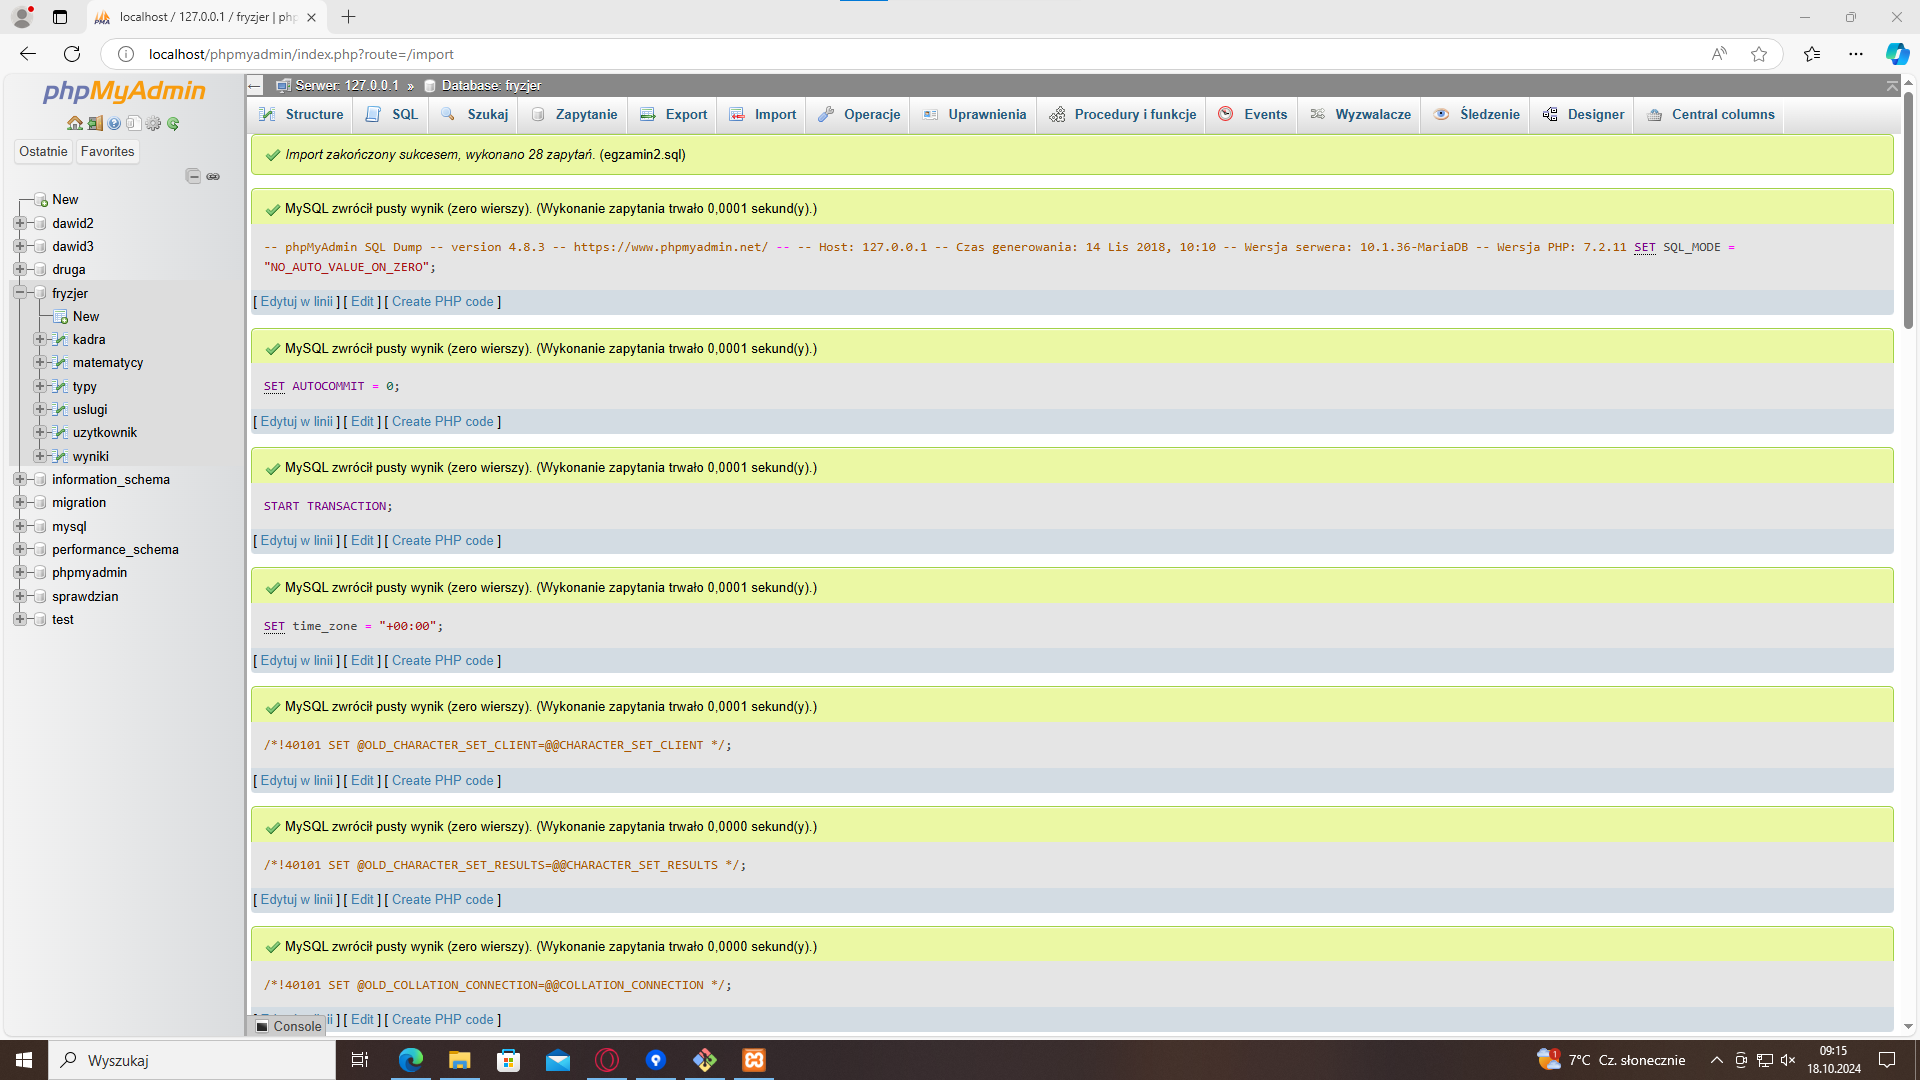 localhost / 127.0.0.1 / fryzjer | php
localhost/phpmyadmin/index.php?route=/import
phpMyAdmin
Ostatnie Favorites
New
dawid2
dawid3
druga
fryzjer
New
kadra
matematycy
typy
uslugi
uzytkownik
wyniki
information_schema
migration
mysql
performance_schema
phpmyadmin
sprawdzian
test
Serwer: 127.0.0.1 » Database: fryzjer
Structure SQL Szukaj Zapytanie Export Import Operacje Uprawnienia Procedury i funkcje Events Wyzwalacze Śledzenie Designer Central columns
Import zakończony sukcesem, wykonano 28 zapytań. (egzamin2.sql)
MySQL zwrócił pusty wynik (zero wierszy). (Wykonanie zapytania trwało 0,0001 sekund(y).)
-- phpMyAdmin SQL Dump -- version 4.8.3 -- https://www.phpmyadmin.net/ -- -- Host: 127.0.0.1 -- Czas generowania: 14 Lis 2018, 10:10 -- Wersja serwera: 10.1.36-MariaDB -- Wersja PHP: 7.2.11 SET SQL_MODE =
"NO_AUTO_VALUE_ON_ZERO";
[ Edytuj w linii ] [ Edit ] [ Create PHP code ]
MySQL zwrócił pusty wynik (zero wierszy). (Wykonanie zapytania trwało 0,0001 sekund(y).)
SET AUTOCOMMIT = 0;
[ Edytuj w linii ] [ Edit ] [ Create PHP code ]
MySQL zwrócił pusty wynik (zero wierszy). (Wykonanie zapytania trwało 0,0001 sekund(y).)
START TRANSACTION;
[ Edytuj w linii ] [ Edit ] [ Create PHP code ]
MySQL zwrócił pusty wynik (zero wierszy). (Wykonanie zapytania trwało 0,0001 sekund(y).)
SET time_zone = "+00:00";
[ Edytuj w linii ] [ Edit ] [ Create PHP code ]
MySQL zwrócił pusty wynik (zero wierszy). (Wykonanie zapytania trwało 0,0001 sekund(y).)
/*!40101 SET @OLD_CHARACTER_SET_CLIENT=@@CHARACTER_SET_CLIENT */;
[ Edytuj w linii ] [ Edit ] [ Create PHP code ]
MySQL zwrócił pusty wynik (zero wierszy). (Wykonanie zapytania trwało 0,0000 sekund(y).)
/*!40101 SET @OLD_CHARACTER_SET_RESULTS=@@CHARACTER_SET_RESULTS */;
[ Edytuj w linii ] [ Edit ] [ Create PHP code ]
MySQL zwrócił pusty wynik (zero wierszy). (Wykonanie zapytania trwało 0,0000 sekund(y).)
/*!40101 SET @OLD_COLLATION_CONNECTION=@@COLLATION_CONNECTION */;
ii ] [ Edit ] [ Create PHP code ]
Console
Wyszukaj
1
7°C Cz. słonecznie
09:15
18.10.2024